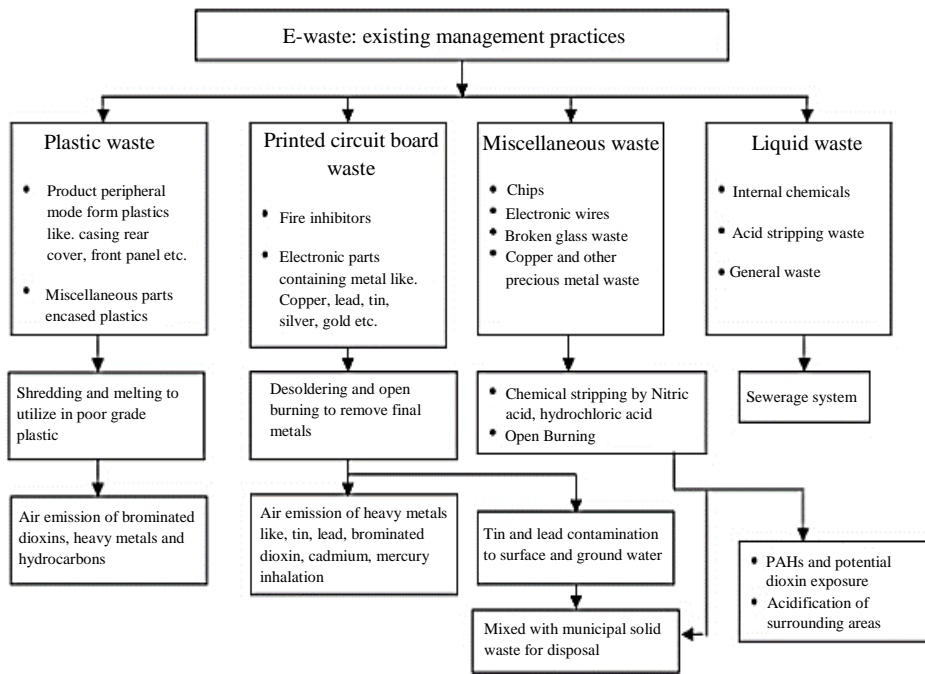 E-waste: existing management practices
Plastic waste
• Product peripheral
mode form plastics
like. casing rear
cover, front panel etc.
• Miscellaneous parts
encased plastics
Printed circuit board
waste
• Fire inhibitors
• Electronic parts
containing metal like.
Copper, lead, tin,
silver, gold etc.
Miscellaneous waste
• Chips
• Electronic wires
• Broken glass waste
• Copper and other
precious metal waste
Liquid waste
• Internal chemicals
• Acid stripping waste
• General waste
Shredding and melting to
utilize in poor grade
plastic
Desoldering and open
burning to remove final
metals
• Chemical stripping by Nitric
acid, hydrochloric acid
• Open Burning
Sewerage system
Air emission of brominated
dioxins, heavy metals and
hydrocarbons
Air emission of heavy metals
like, tin, lead, brominated
dioxin, cadmium, mercury
inhalation
Tin and lead contamination
to surface and ground water
• PAHs and potential
dioxin exposure
• Acidification of
surrounding areas
Mixed with municipal solid
waste for disposal